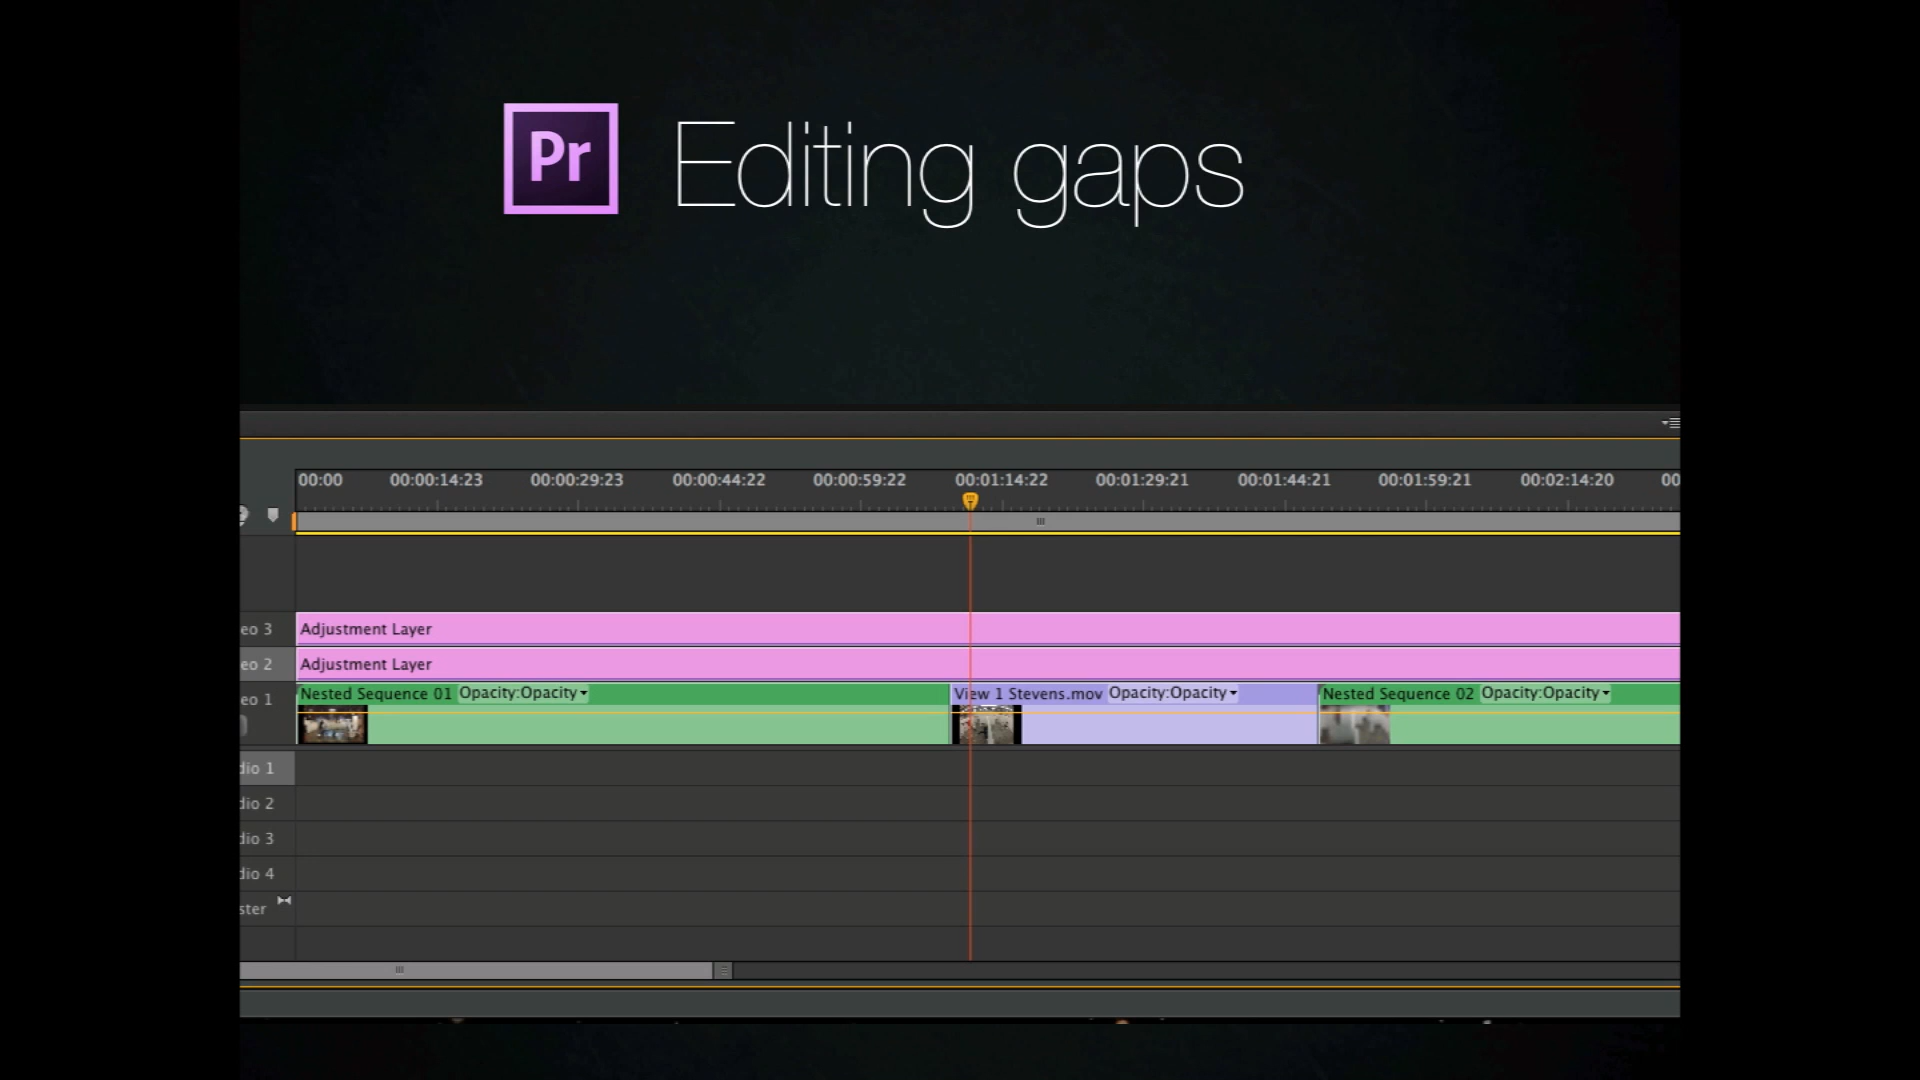 Pr Editing gaps
00:00 00:00:14:23 00:00:29:23 00:00:44:22 00:00:59:22 00:01:14:22 00:01:29:21 00:01:44:21 00:01:59:21 00:02:14:20 00
eo 3 Adjustment Layer
eo 2 Adjustment Layer
eo 1 Nested Sequence 01 Opacity:Opacity View 1 Stevens.mov Opacity:Opacity Nested Sequence 02 Opacity:Opacity
dio 1
dio 2
dio 3
dio 4
ster